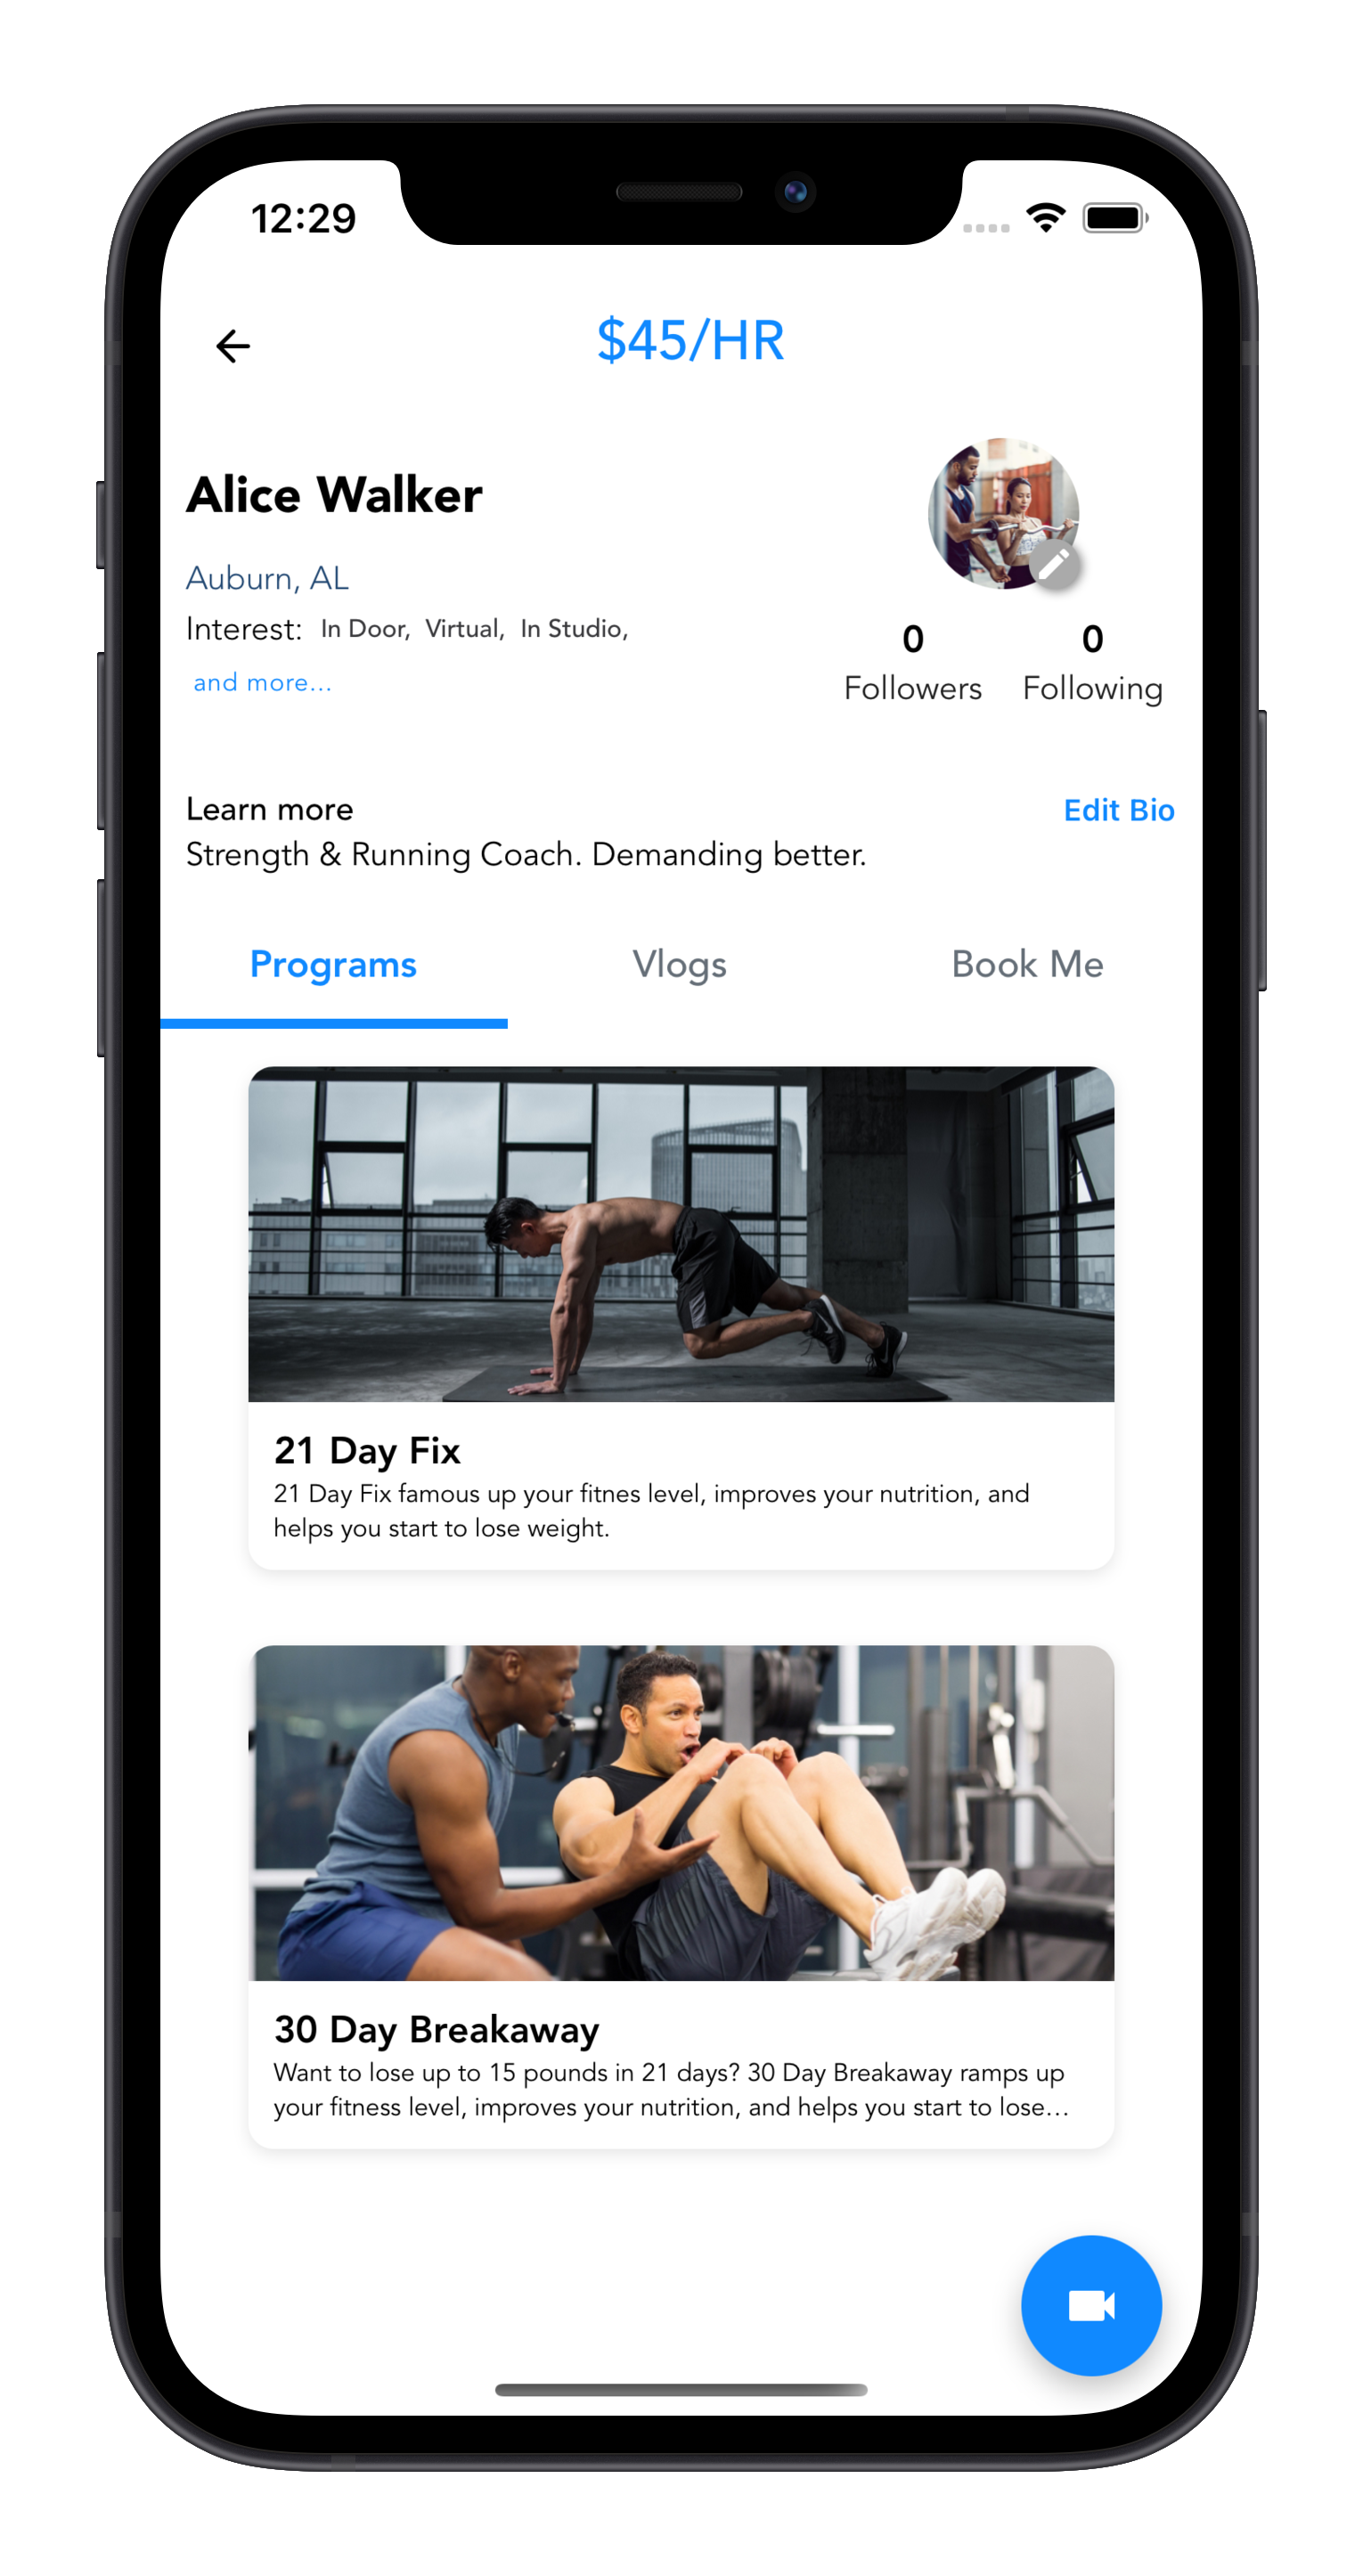 12:29
$45/HR
Alice Walker
Auburn, AL
Interest: In Door, Virtual, In Studio,
and more...
0 0
Followers Following
Learn more Edit Bio
Strength & Running Coach. Demanding better.
Programs Vlogs Book Me
21 Day Fix
21 Day Fix famous up your fitnes level, improves your nutrition, and
helps you start to lose weight.
30 Day Breakaway
Want to lose up to 15 pounds in 21 days? 30 Day Breakaway ramps up
your fitness level, improves your nutrition, and helps you start to lose...